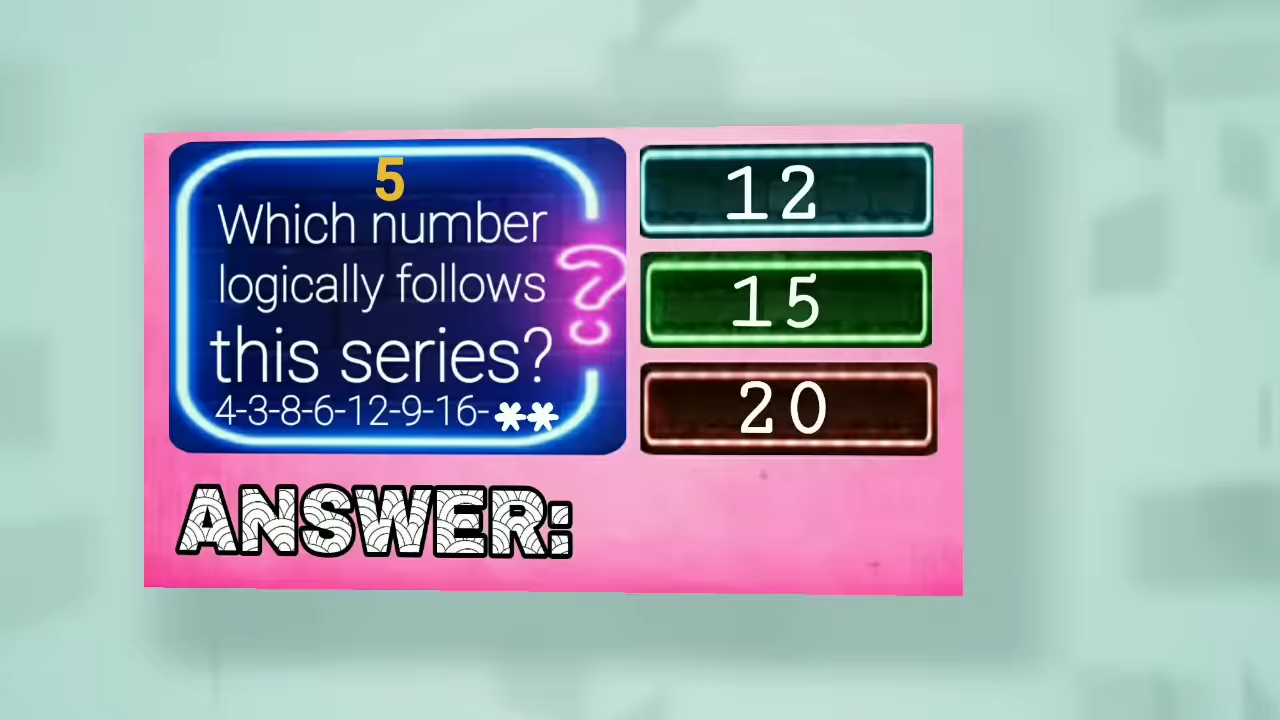 5
Which number
logically follows
this series?
4-3-8-6-12-9-16-**
12
15
20
ANSWER: